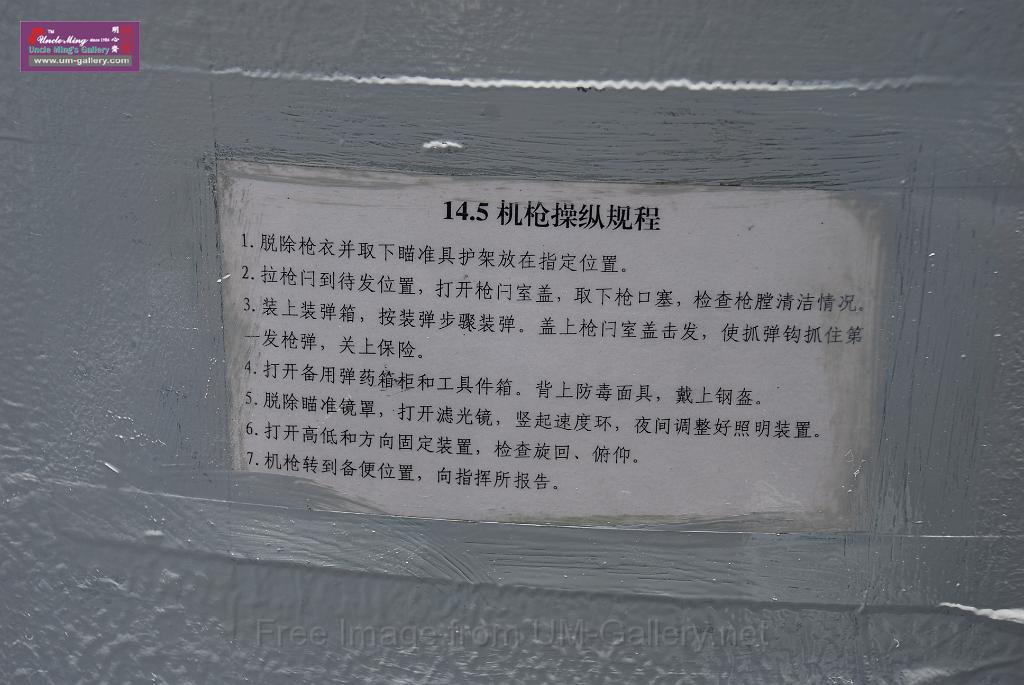 TM
Uncle Ming's since 1984
Uncle Ming's Gallery
www.um-gallery.com
明心齋
14.5 机枪操纵规程
1. 脱除枪衣并取下瞄准具护架放在指定位置。
2. 拉枪闩到待发位置，打开枪闩室盖，取下枪口塞，检查枪膛清洁情况。
3. 装上装弹箱，按装弹步骤装弹。盖上枪闩室盖击发，使抓弹钩抓住第
一发枪弹，关上保险。
4. 打开备用弹药箱柜和工具件箱。背上防毒面具，戴上钢盔。
5. 脱除瞄准镜罩，打开滤光镜，竖起速度环，夜间调整好照明装置。
6. 打开高低和方向固定装置，检查旋回、俯仰。
7. 机枪转到备便位置，向指挥所报告。
Free Image from UM-Gallery.net